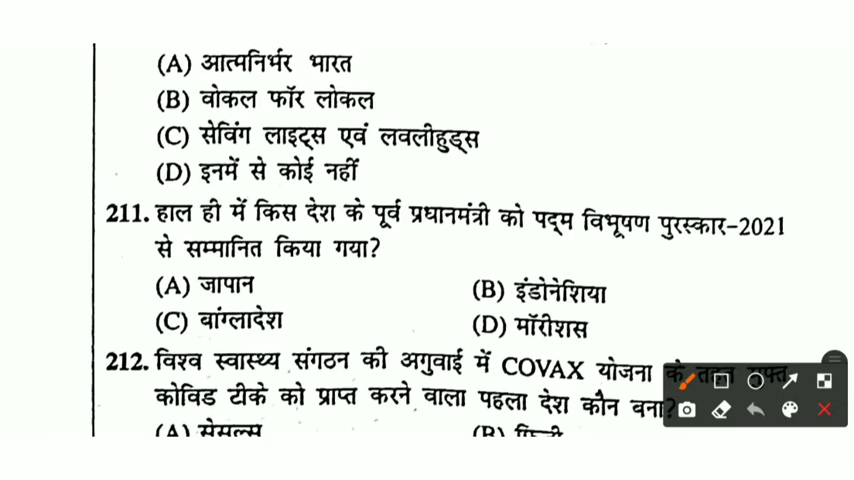 (A) आत्मनिर्भर भारत
(B) वोकल फॉर लोकल
(C) सेविंग लाइट्स एवं लवलीहुड्स
(D) इनमें से कोई नहीं
211. हाल ही में किस देश के पूर्व प्रधानमंत्री को पद्म विभूषण पुरस्कार-2021
से सम्मानित किया गया?
(A) जापान (B) इंडोनेशिया
(C) बांग्लादेश (D) मॉरीशस
212. विश्व स्वास्थ्य संगठन की अगुवाई में COVAX योजना के तहत मुफ्त
कोविड टीके को प्राप्त करने वाला पहला देश कौन बना?
(A) (B)